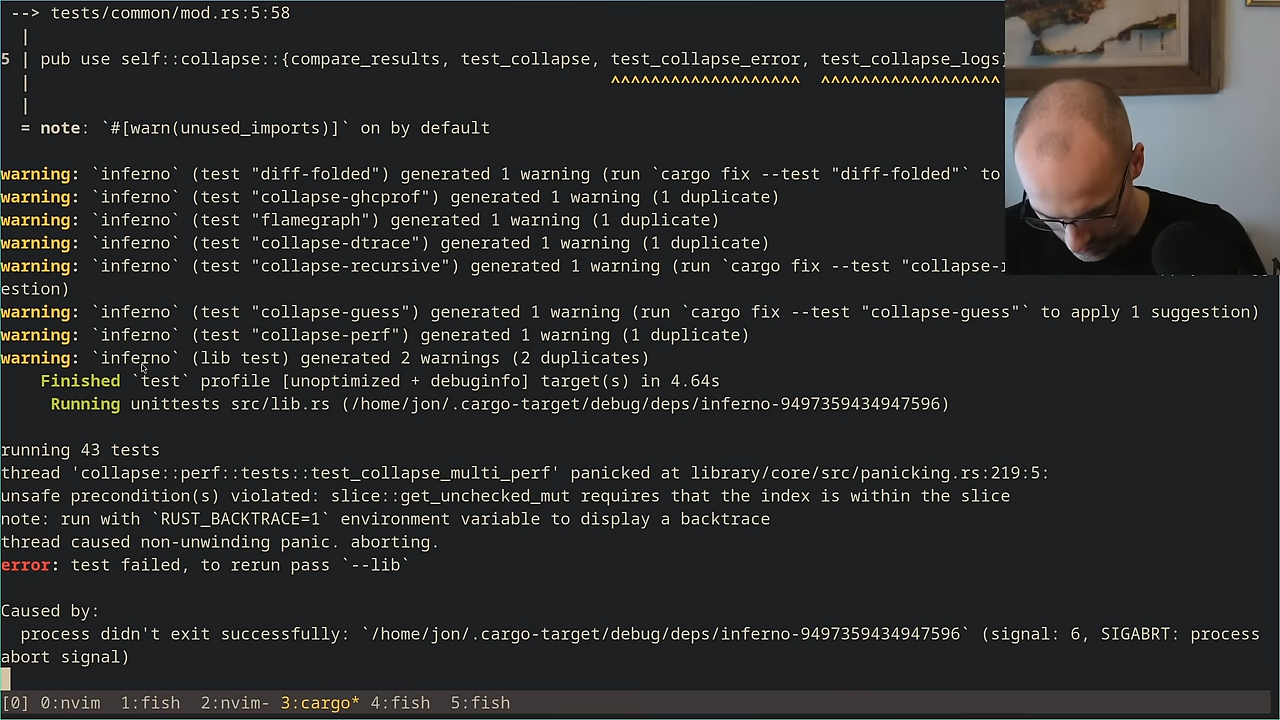 --> tests/common/mod.rs:5:58
|
5 | pub use self::collapse::{compare_results, test_collapse, test_collapse_error, test_collapse_logs}
| ^^^^^^^^^^^^^^^^^^^ ^^^^^^^^^^^^^^^^^^
|
= note: `#[warn(unused_imports)]` on by default
warning: `inferno` (test "diff-folded") generated 1 warning (run `cargo fix --test "diff-folded"` to
warning: `inferno` (test "collapse-ghcprof") generated 1 warning (1 duplicate)
warning: `inferno` (test "flamegraph") generated 1 warning (1 duplicate)
warning: `inferno` (test "collapse-dtrace") generated 1 warning (1 duplicate)
warning: `inferno` (test "collapse-recursive") generated 1 warning (run `cargo fix --test "collapse-
estion)
warning: `inferno` (test "collapse-guess") generated 1 warning (run `cargo fix --test "collapse-guess"` to apply 1 suggestion)
warning: `inferno` (test "collapse-perf") generated 1 warning (1 duplicate)
warning: `inferno` (lib test) generated 2 warnings (2 duplicates)
Finished `test` profile [unoptimized + debuginfo] target(s) in 4.64s
Running unittests src/lib.rs (/home/jon/.cargo-target/debug/deps/inferno-9497359434947596)
running 43 tests
thread 'collapse::perf::tests::test_collapse_multi_perf' panicked at library/core/src/panicking.rs:219:5:
unsafe precondition(s) violated: slice::get_unchecked_mut requires that the index is within the slice
note: run with `RUST_BACKTRACE=1` environment variable to display a backtrace
thread caused non-unwinding panic. aborting.
error: test failed, to rerun pass `--lib`
Caused by:
process didn't exit successfully: `/home/jon/.cargo-target/debug/deps/inferno-9497359434947596` (signal: 6, SIGABRT: process
abort signal)
[0] 0:nvim 1:fish 2:nvim- 3:cargo* 4:fish 5:fish